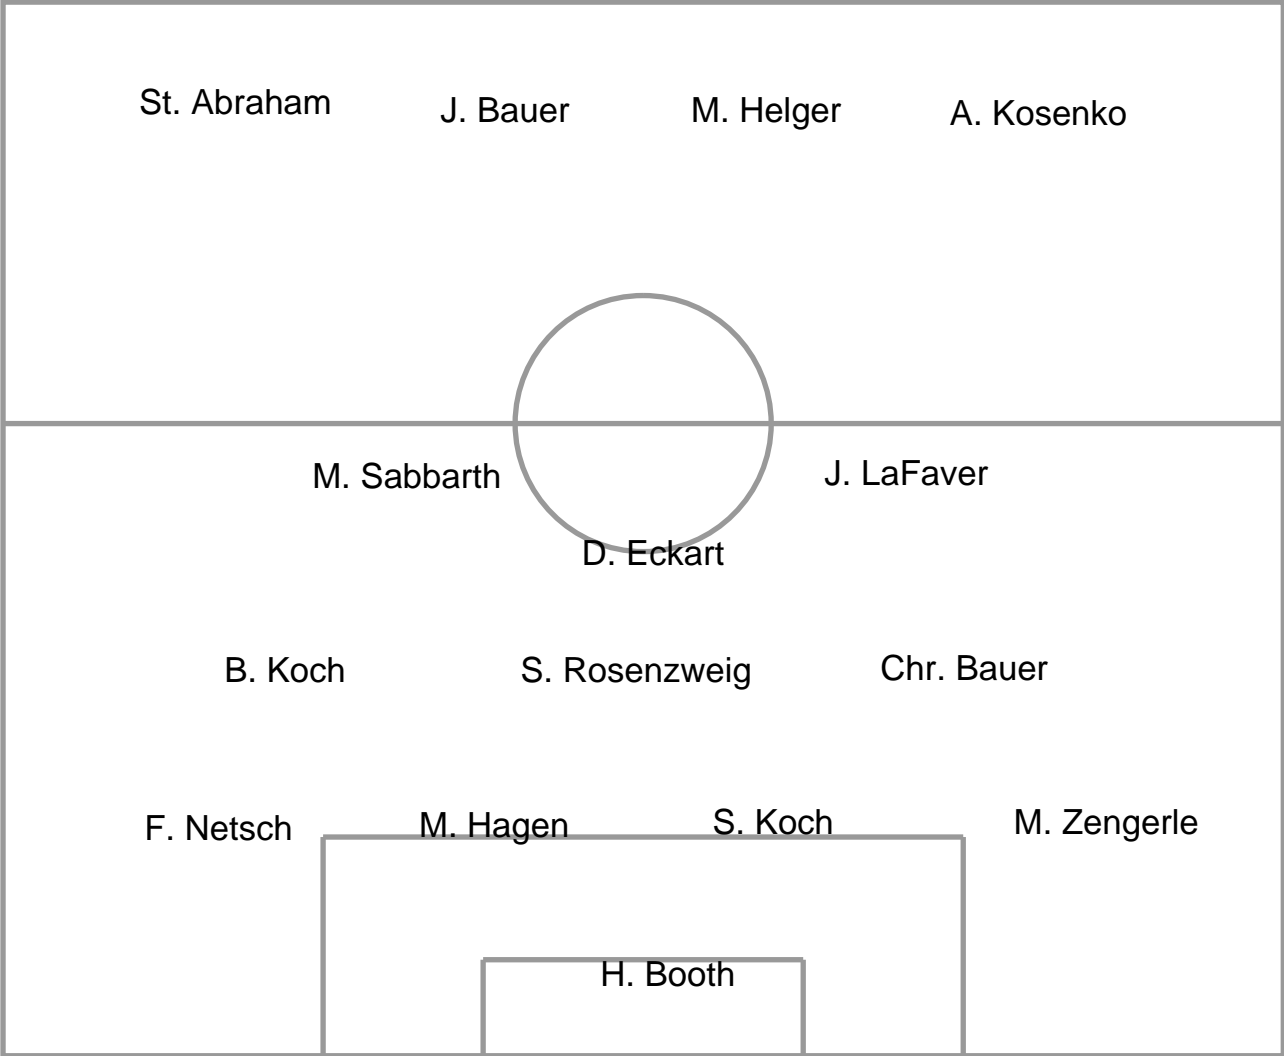 St. Abraham J. Bauer M. Helger A. Kosenko
M. Sabbarth J. LaFaver
D. Eckart
B. Koch S. Rosenzweig Chr. Bauer
F. Netsch M. Hagen S. Koch M. Zengerle
H. Booth